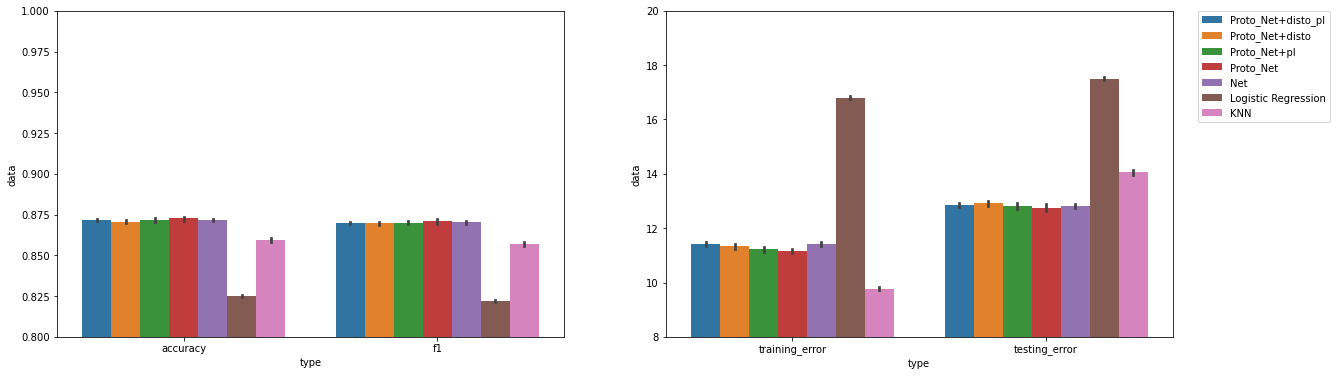 1.000
0.975
0.950
0.925
0.900
0.875
0.850
0.825
0.800
data
accuracy
f1
type
20
18
16
14
12
10
8
data
training_error
testing_error
type
Proto_Net+disto_pl
Proto_Net+disto
Proto_Net+pl
Proto_Net
Net
Logistic Regression
KNN